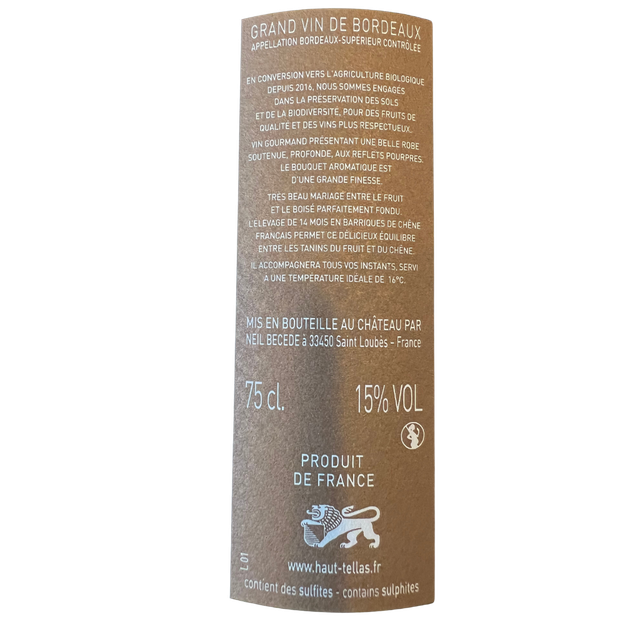 GRAND VIN DE BORDEAUX
APPELLATION BORDEAUX-SUPÉRIEUR CONTRÔLÉE
EN CONVERSION VERS L'AGRICULTURE BIOLOGIQUE
DEPUIS 2016, NOUS SOMMES ENGAGÉS
DANS LA PRÉSERVATION DES SOLS
ET DE LA BIODIVERSITÉ, POUR DES FRUITS DE
QUALITÉ ET DES VINS PLUS RESPECTUEUX.
VIN GOURMAND PRÉSENTANT UNE BELLE ROBE
SOUTENUE, PROFONDE, AUX REFLETS POURPRES.
LE BOUQUET AROMATIQUE EST
D'UNE GRANDE FINESSE.
TRÈS BEAU MARIAGE ENTRE LE FRUIT
ET LE BOISÉ PARFAITEMENT FONDU.
L'ÉLEVAGE DE 14 MOIS EN BARRIQUES DE CHÊNE
FRANÇAIS PERMET CE DÉLICIEUX ÉQUILIBRE
ENTRE LES TANINS DU FRUIT ET DU CHÊNE.
IL ACCOMPAGNERA TOUS VOS INSTANTS, SERVI
À UNE TEMPÉRATURE IDÉALE DE 16°C.
MIS EN BOUTEILLE AU CHÂTEAU PAR
NEIL BECEDE à 33450 Saint Loubès - France
75 cl. 15% VOL
PRODUIT
DE FRANCE
www.haut-tellas.fr
L 01
contient des sulfites - contains sulphites